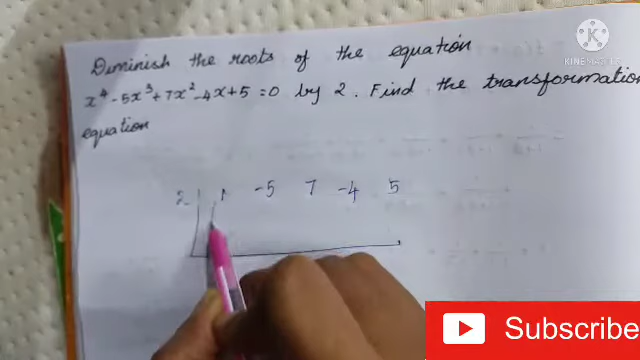 Diminish the roots of the equation
x⁴ - 5x³ + 7x² - 4x + 5 = 0 by 2. Find the transformation
equation
2 | 1 -5 7 -4 5
KINEMASTER
Subscribe